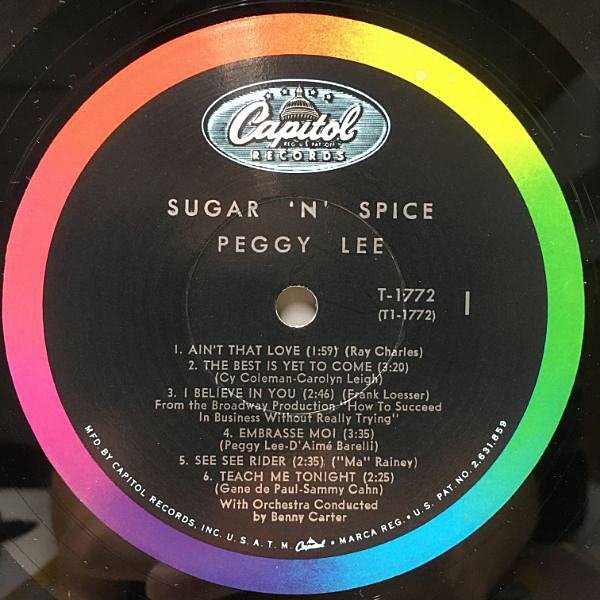 Capitol
RECORDS
SUGAR 'N' SPICE
PEGGY LEE
T-1772
(T1-1772)
1
1. AIN'T THAT LOVE (1:59) (Ray Charles)
2. THE BEST IS YET TO COME (3:20)
(Cy Coleman-Carolyn Leigh)
3. I BELIEVE IN YOU (2:46) (Frank Loesser)
From the Broadway Production "How To Succeed
In Business Without Really Trying"
4. EMBRASSE MOI (3:35)
(Peggy Lee-D'Aimé Barelli)
5. SEE SEE RIDER (2:35) ("Ma" Rainey)
6. TEACH ME TONIGHT (2:25)
(Gene de Paul-Sammy Cahn)
With Orchestra Conducted
by Benny Carter
MFD. BY CAPITOL RECORDS, INC. U. S. A. T. M. Capitol • MARCA REG. • U. S. PAT. NO. 2,631,859